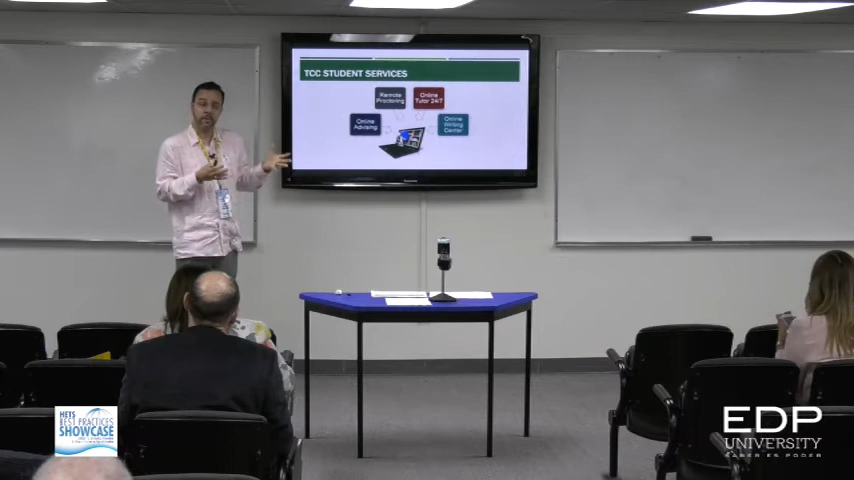 TCC STUDENT SERVICES
Remote
Proctoring
Online
Tutor 24/7
Online
Advising
Online
Writing
Center
HETS
BEST PRACTICES
SHOWCASE
EDP
UNIVERSITY
SABER ES PODER